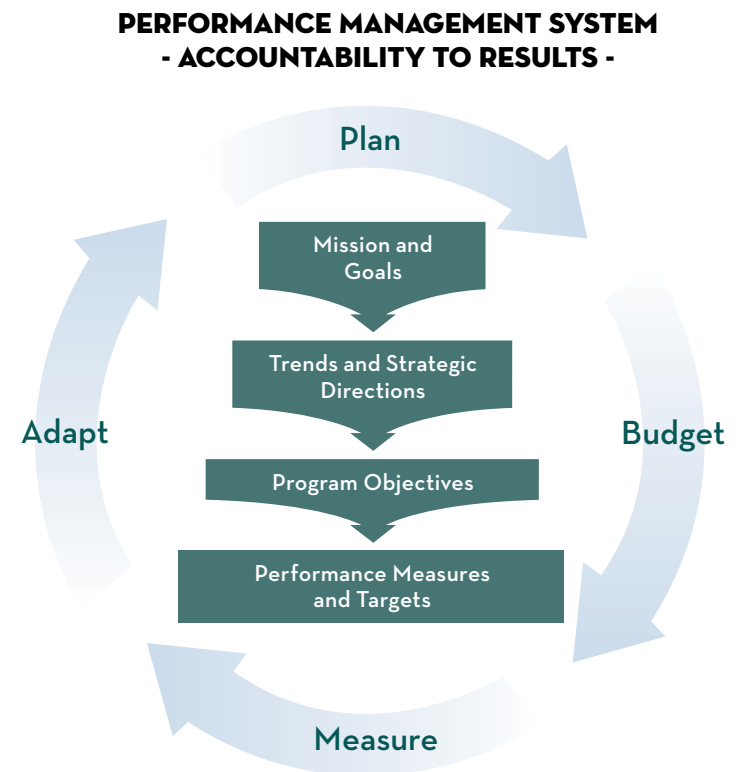 PERFORMANCE MANAGEMENT SYSTEM
- ACCOUNTABILITY TO RESULTS -
Plan
Mission and
Goals
Trends and Strategic
Directions
Adapt
Budget
Program Objectives
Performance Measures
and Targets
Measure